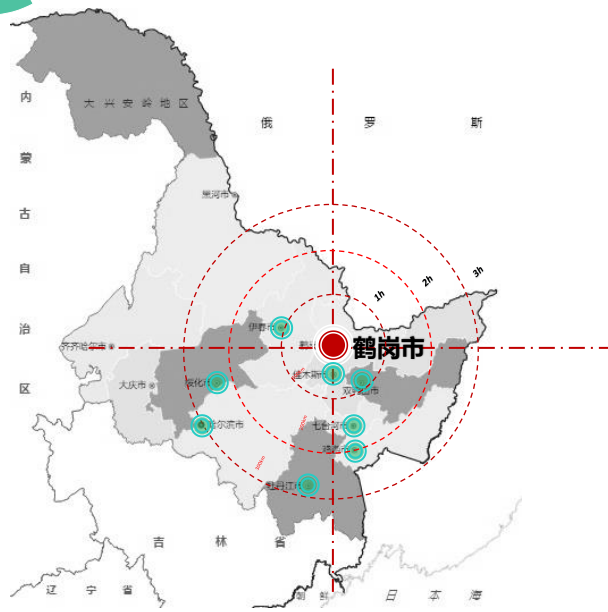 内
蒙
古
自
治
区
大兴安岭地区
俄罗斯
黑河市
1h
2h
3h
伊春市
鹤岗市
齐齐哈尔市
大庆市
绥化市
佳木斯市
双鸭山市
哈尔滨市
七台河市
鸡西市
牡丹江市
吉林省
辽宁省
朝鲜
日本海